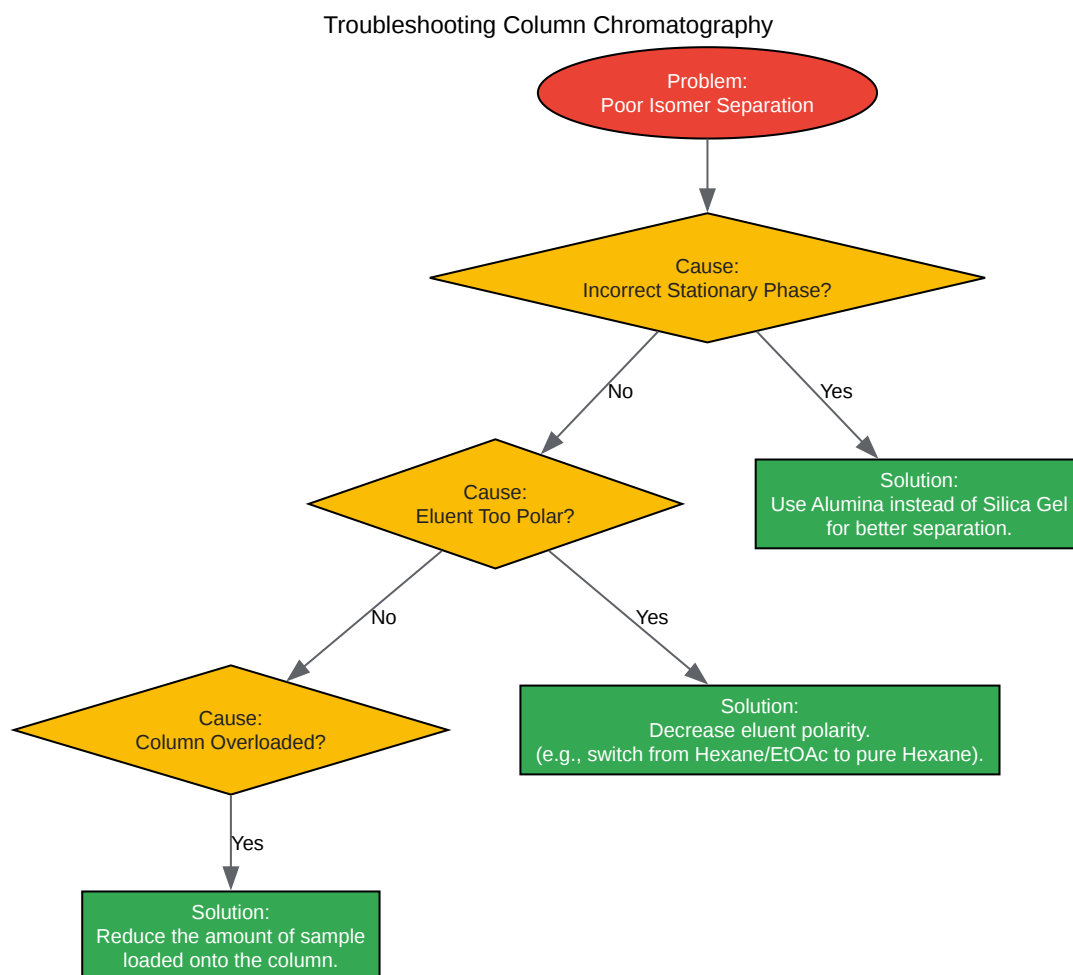 Troubleshooting Column Chromatography
Problem:
Poor Isomer Separation
Cause:
Incorrect Stationary Phase?
No
Yes
Cause:
Eluent Too Polar?
Solution:
Use Alumina instead of Silica Gel
for better separation.
No
Yes
Cause:
Column Overloaded?
Solution:
Decrease eluent polarity.
(e.g., switch from Hexane/EtOAc to pure Hexane).
Yes
Solution:
Reduce the amount of sample
loaded onto the column.